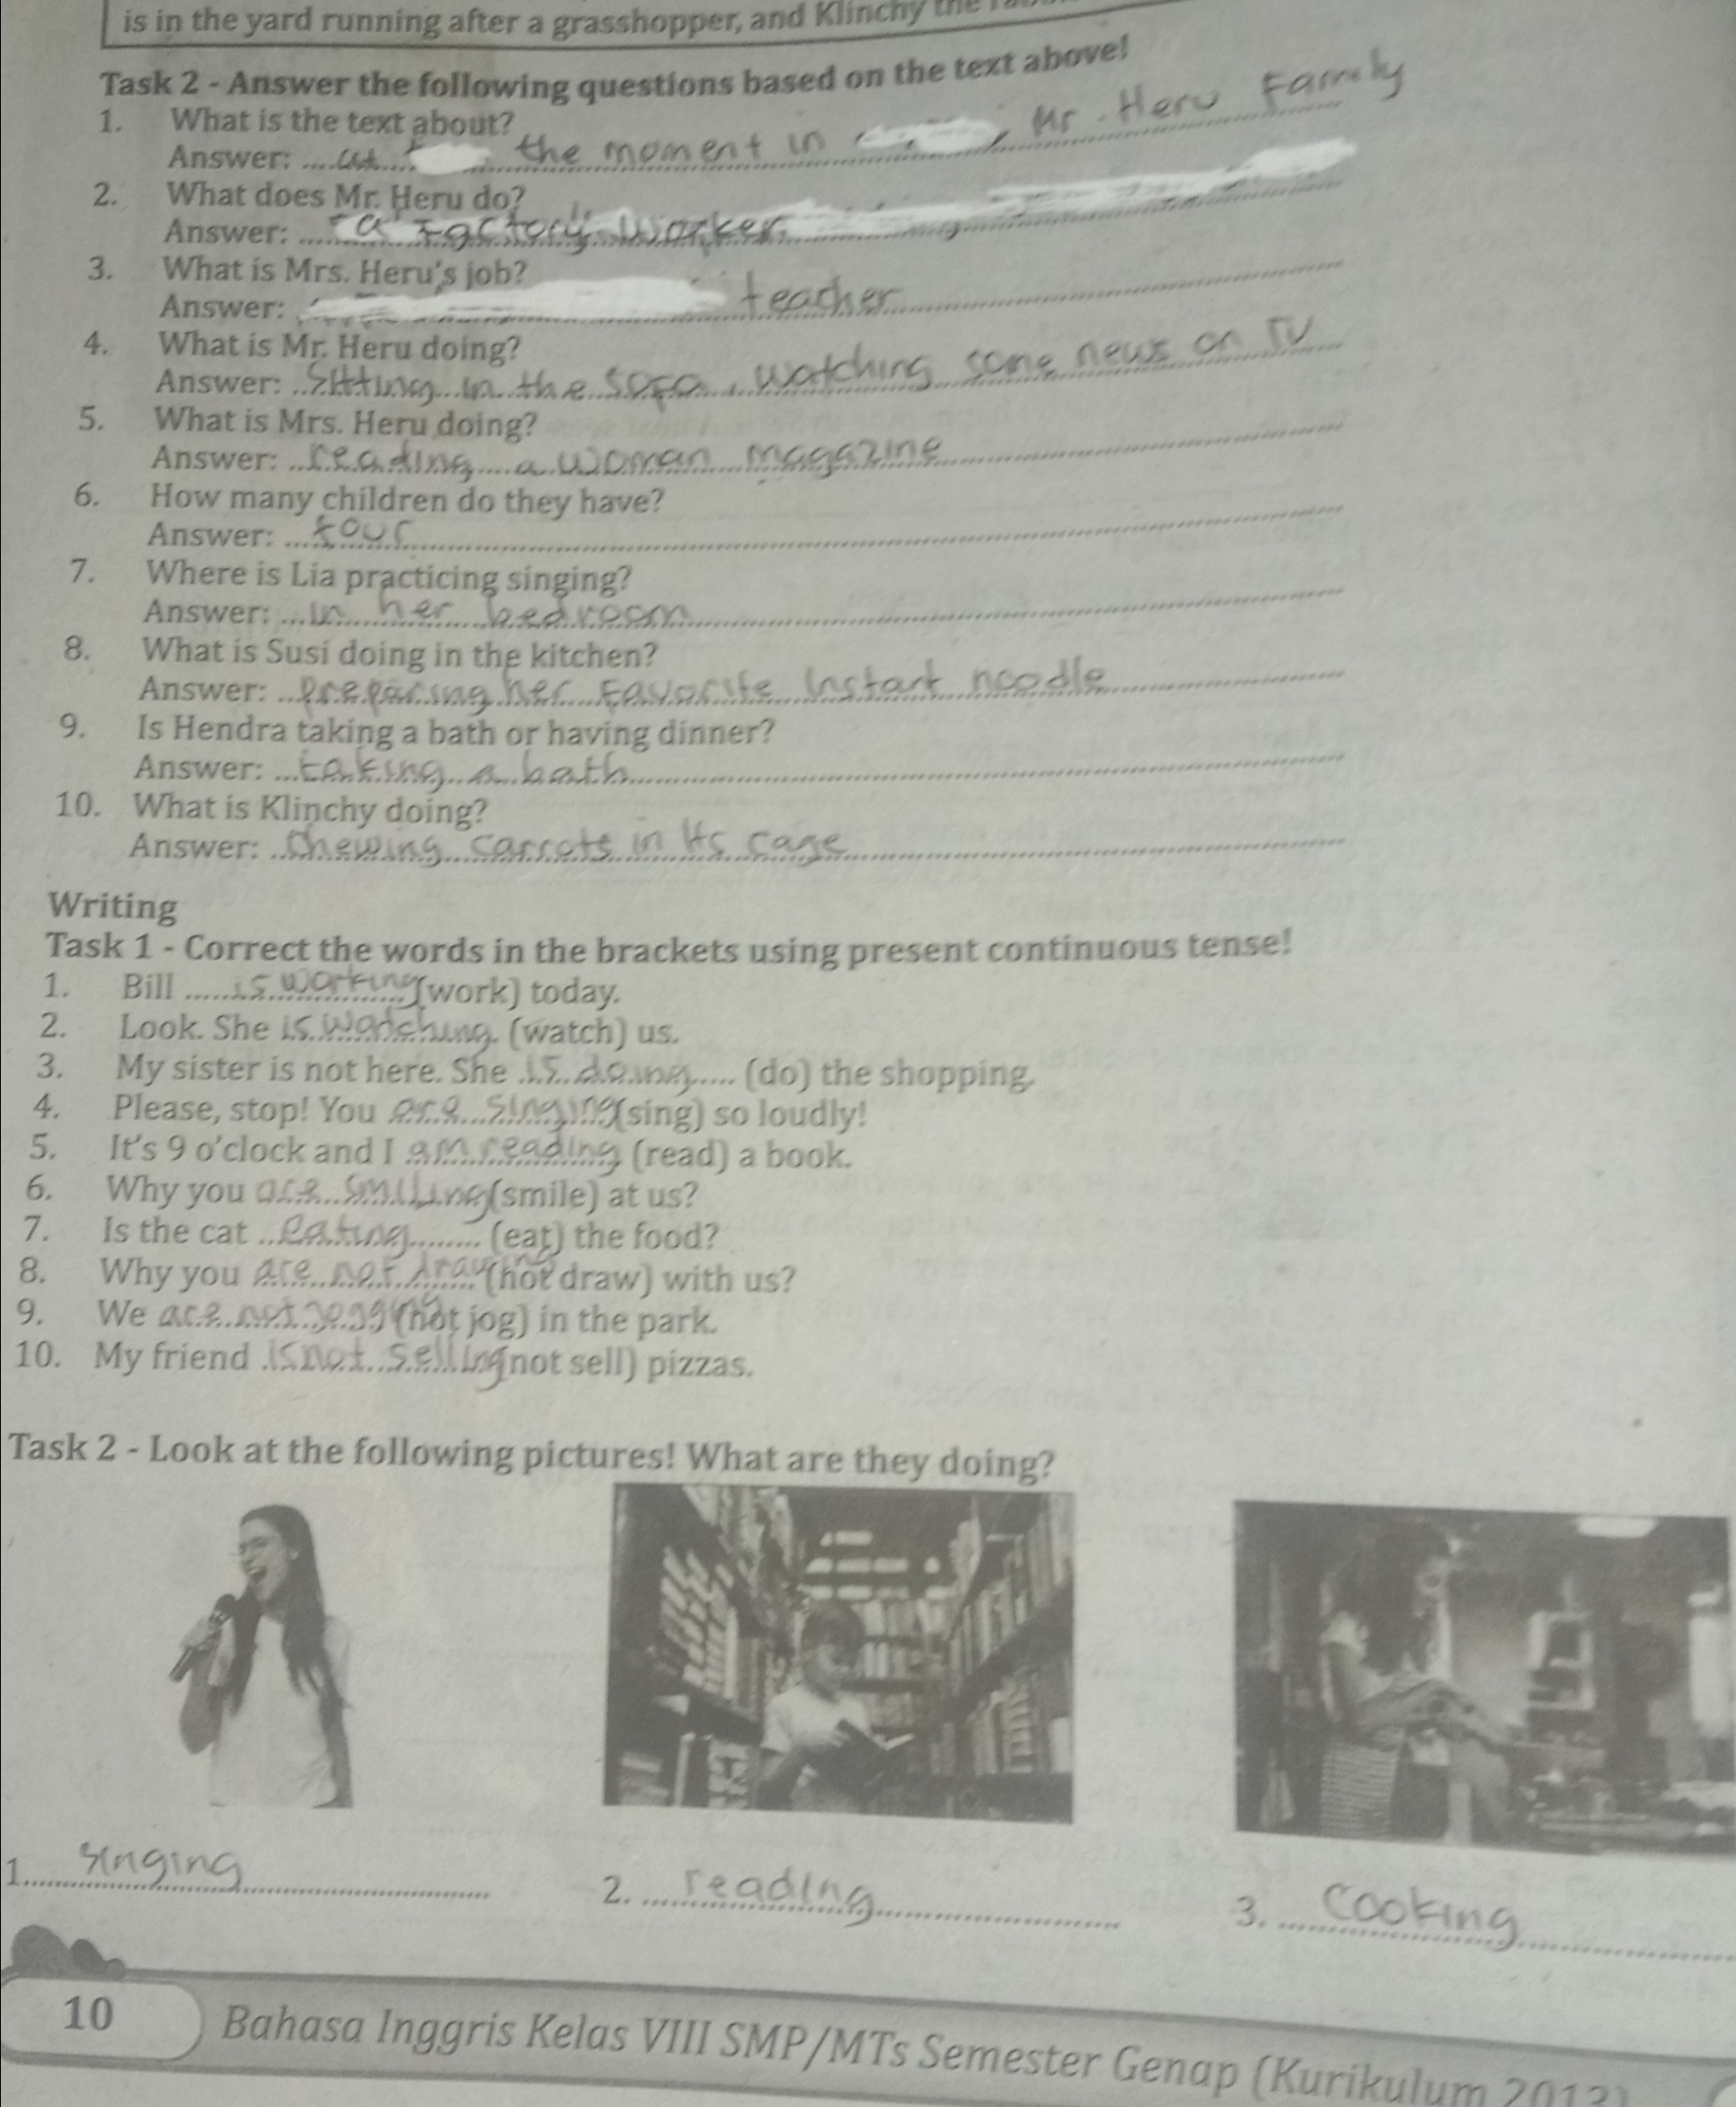 is in the yard running after a grasshopper, and Klinchy the
Task 2 - Answer the following questions based on the text above!
1. What is the text about?
Answer: at the moment in Mr. Heru Family
2. What does Mr. Heru do?
Answer: a Factory Worker
3. What is Mrs. Heru's job?
Answer: teacher
4. What is Mr. Heru doing?
Answer: Sitting in the sofa, watching some news on TV
5. What is Mrs. Heru doing?
Answer: reading a woman magazine
6. How many children do they have?
Answer: four
7. Where is Lia practicing singing?
Answer: in her bedroom
8. What is Susi doing in the kitchen?
Answer: preparing her Favorite Instant noodle
9. Is Hendra taking a bath or having dinner?
Answer: taking a bath
10. What is Klinchy doing?
Answer: Chewing carrots in its cage
Writing
Task 1 - Correct the words in the brackets using present continuous tense!
1. Bill is working (work) today.
2. Look. She is watching (watch) us.
3. My sister is not here. She is doing (do) the shopping.
4. Please, stop! You are singing (sing) so loudly!
5. It's 9 o'clock and I am reading (read) a book.
6. Why you are smiling (smile) at us?
7. Is the cat eating (eat) the food?
8. Why you are not drawing (not draw) with us?
9. We are not jogging (not jog) in the park.
10. My friend is not selling (not sell) pizzas.
Task 2 - Look at the following pictures! What are they doing?
1. singing
2. reading
3. Cooking
10 Bahasa Inggris Kelas VIII SMP/MTs Semester Genap (Kurikulum 2013)